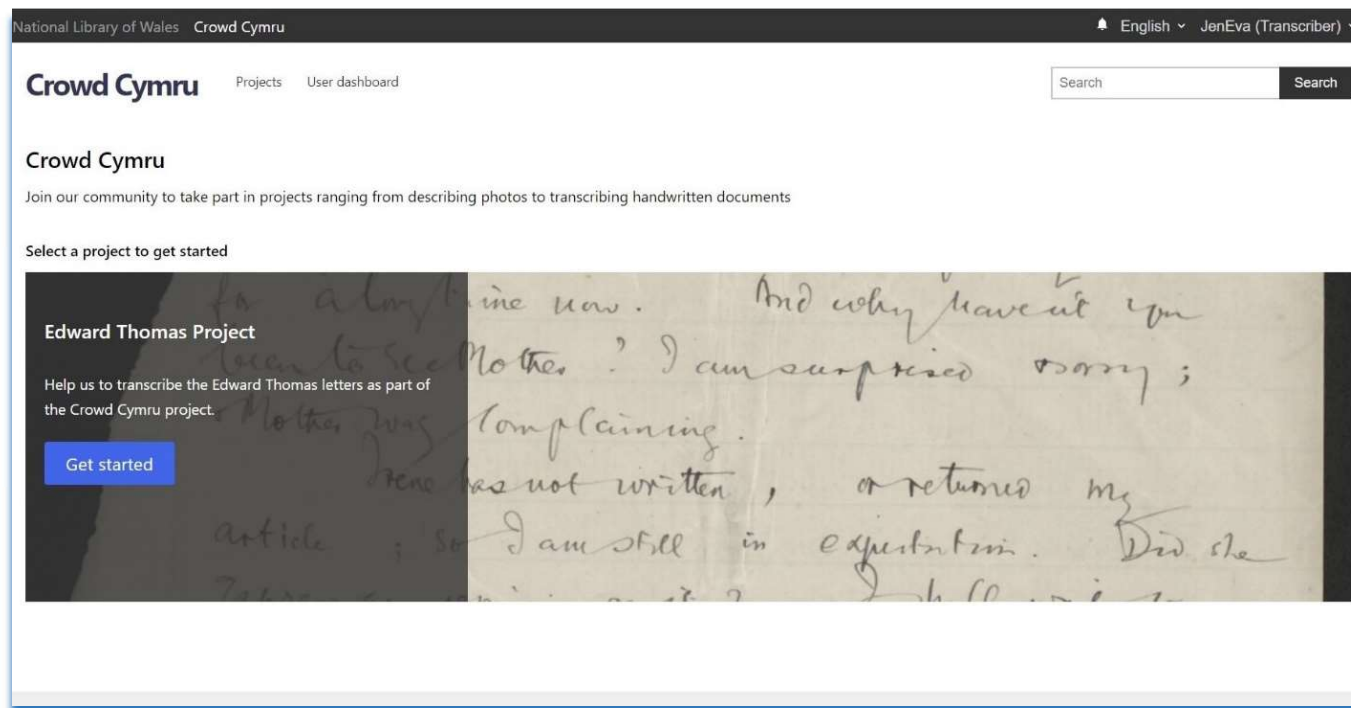 National Library of Wales Crowd Cymru English JenEva (Transcriber)
Crowd Cymru Projects User dashboard Search Search
Crowd Cymru
Join our community to take part in projects ranging from describing photos to transcribing handwritten documents
Select a project to get started
Edward Thomas Project
Help us to transcribe the Edward Thomas letters as part of
the Crowd Cymru project.
Get started
for a long time now. And why haven't you
been to see Mother? I am surprised & sorry;
Mother was complaining.
Irene has not written, or returned my
article; so I am still in expectation. Did she